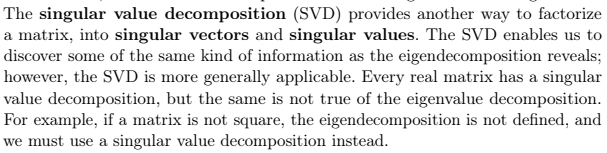 The singular value decomposition (SVD) provides another way to factorize
a matrix, into singular vectors and singular values. The SVD enables us to
discover some of the same kind of information as the eigendecomposition reveals;
however, the SVD is more generally applicable. Every real matrix has a singular
value decomposition, but the same is not true of the eigenvalue decomposition.
For example, if a matrix is not square, the eigendecomposition is not defined, and
we must use a singular value decomposition instead.